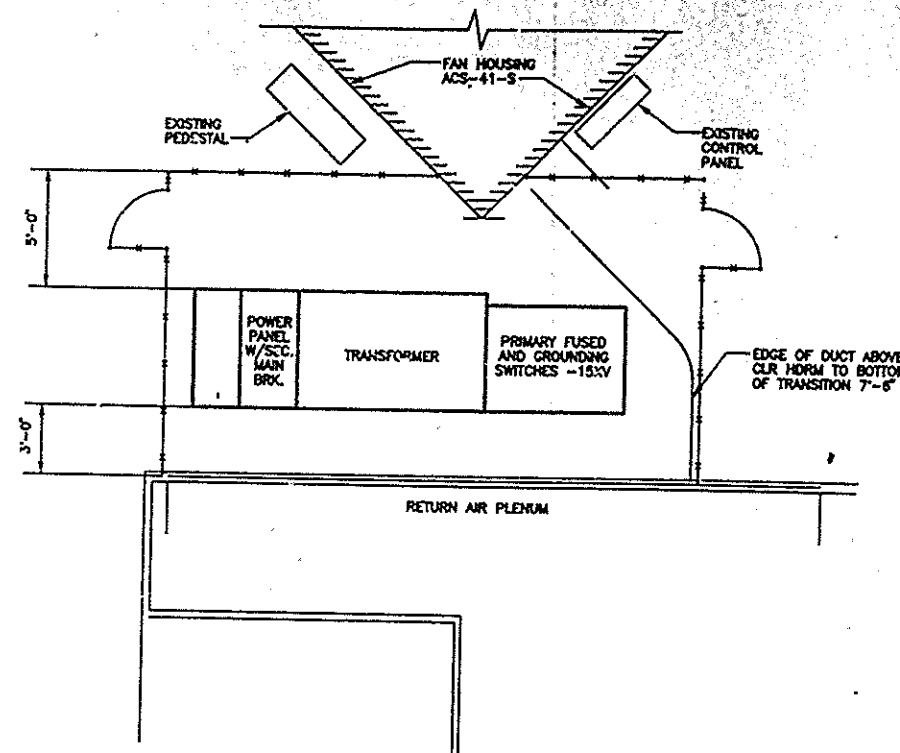 FAN HOUSING
ACS-41-S
EXISTING
PEDESTAL
EXISTING
CONTROL
PANEL
5'-0"
POWER
PANEL
W/SEC.
MAIN
BRK.
TRANSFORMER
PRIMARY FUSED
AND GROUNDING
SWITCHES -15KV
EDGE OF DUCT ABOVE
CLR HDRM TO BOTTO
OF TRANSITION 7'-6"
3'-0"
RETURN AIR PLENUM